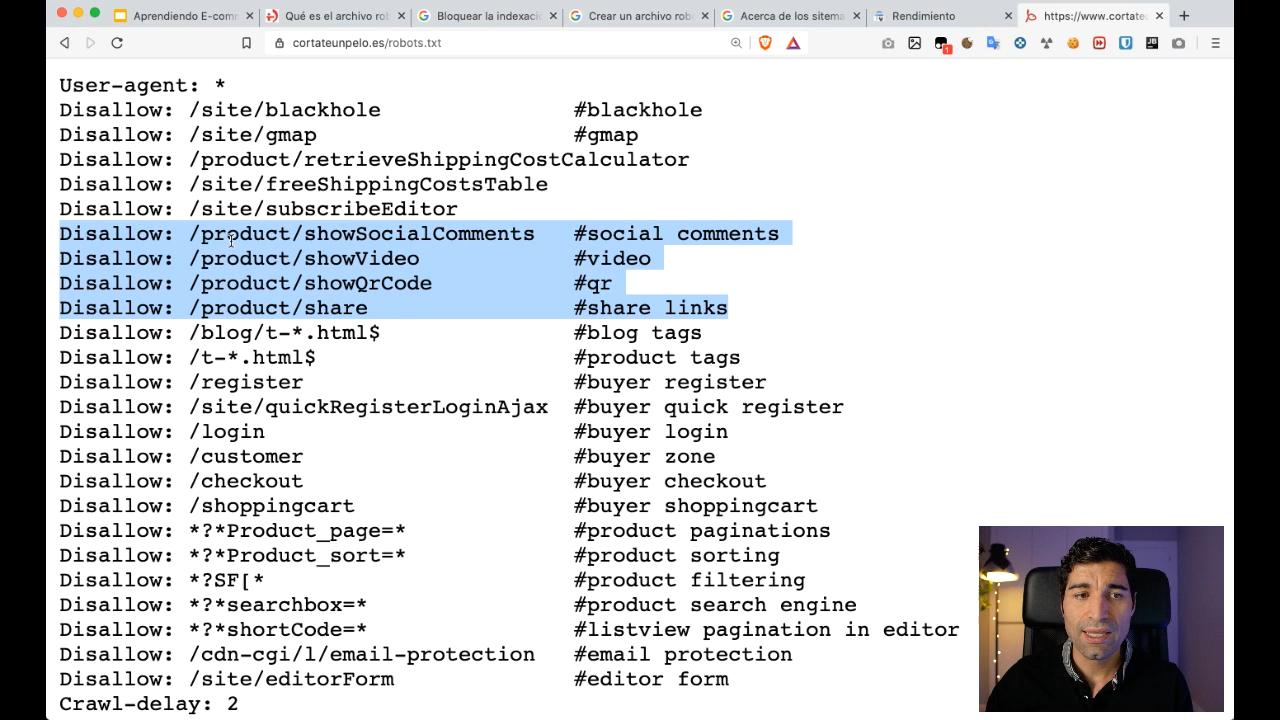 Aprendiendo E-com
Qué es el archivo rob
Bloquear la indexaci
Crear un archivo rob
Acerca de los sitema
Rendimiento
https://www.cortate
cortateunpelo.es/robots.txt
1
User-agent: *
Disallow: /site/blackhole #blackhole
Disallow: /site/gmap #gmap
Disallow: /product/retrieveShippingCostCalculator
Disallow: /site/freeShippingCostsTable
Disallow: /site/subscribeEditor
Disallow: /product/showSocialComments #social comments
Disallow: /product/showVideo #video
Disallow: /product/showQrCode #qr
Disallow: /product/share #share links
Disallow: /blog/t-*.html$ #blog tags
Disallow: /t-*.html$ #product tags
Disallow: /register #buyer register
Disallow: /site/quickRegisterLoginAjax #buyer quick register
Disallow: /login #buyer login
Disallow: /customer #buyer zone
Disallow: /checkout #buyer checkout
Disallow: /shoppingcart #buyer shoppingcart
Disallow: *?*Product_page=* #product paginations
Disallow: *?*Product_sort=* #product sorting
Disallow: *?SF[* #product filtering
Disallow: *?*searchbox=* #product search engine
Disallow: *?*shortCode=* #listview pagination in editor
Disallow: /cdn-cgi/l/email-protection #email protection
Disallow: /site/editorForm #editor form
Crawl-delay: 2